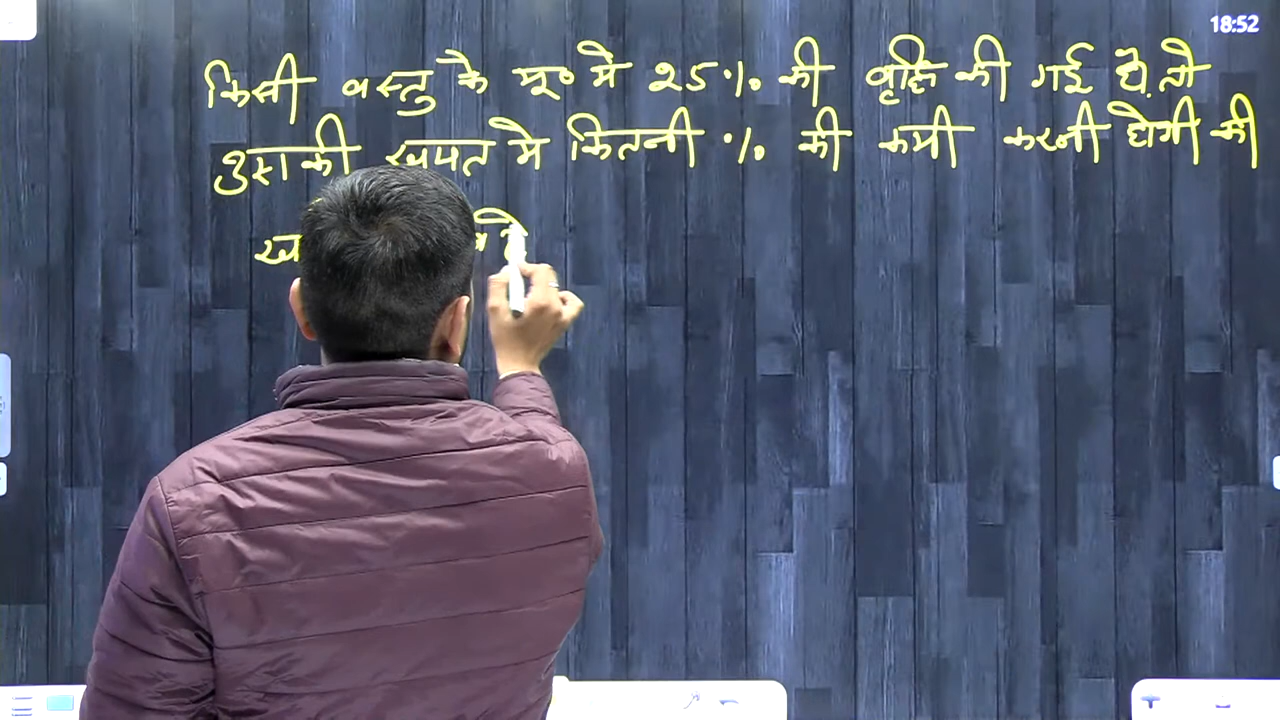 18:52
किसी वस्तु के मू० मे 25% की वृद्धि की गई है. तो
उसकी खपत मे कितनी % की कमी करनी होगी की